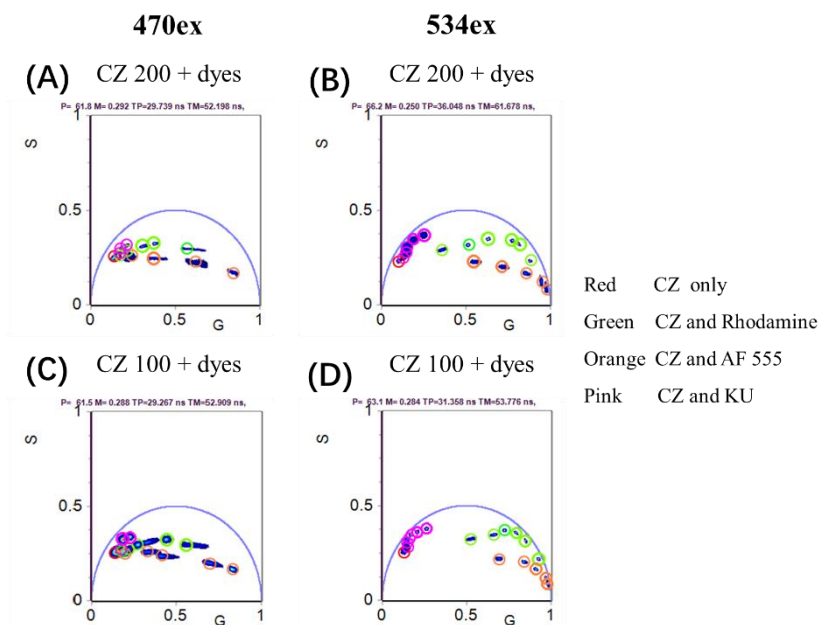 470ex
534ex
(A) CZ 200 + dyes
(B) CZ 200 + dyes
P= 61.8 M= 0.292 TP=29.739 ns TM=52.198 ns,
P= 66.2 M= 0.250 TP=36.048 ns TM=61.678 ns,
1
S
0.5
0
0 0.5 G 1
1
S
0.5
0
0 0.5 G 1
Red CZ only
Green CZ and Rhodamine
Orange CZ and AF 555
Pink CZ and KU
(C) CZ 100 + dyes
(D) CZ 100 + dyes
P= 61.5 M= 0.288 TP=29.267 ns TM=52.909 ns,
P= 63.1 M= 0.284 TP=31.358 ns TM=53.776 ns,
1
S
0.5
0
0 0.5 G 1
1
S
0.5
0
0 0.5 G 1